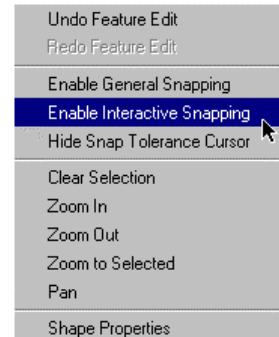 Undo Feature Edit
Redo Feature Edit
Enable General Snapping
Enable Interactive Snapping
Hide Snap Tolerance Cursor
Clear Selection
Zoom In
Zoom Out
Zoom to Selected
Pan
Shape Properties